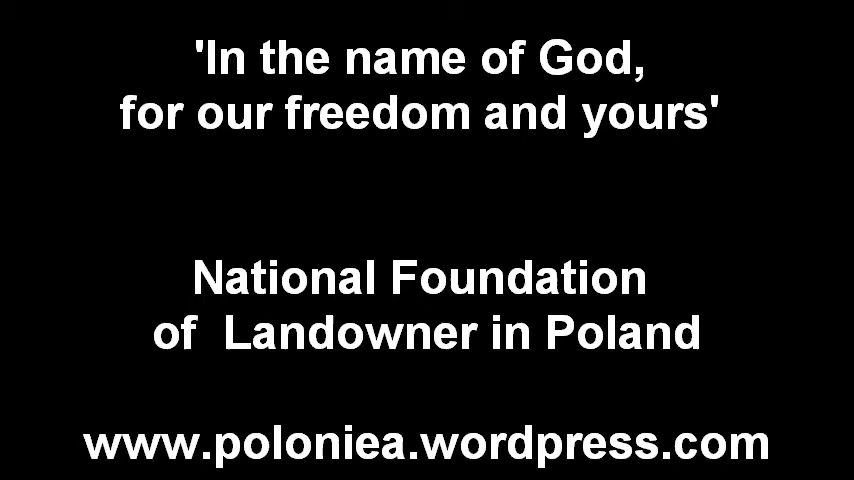 'In the name of God,
for our freedom and yours'
National Foundation
of Landowner in Poland
www.poloniea.wordpress.com